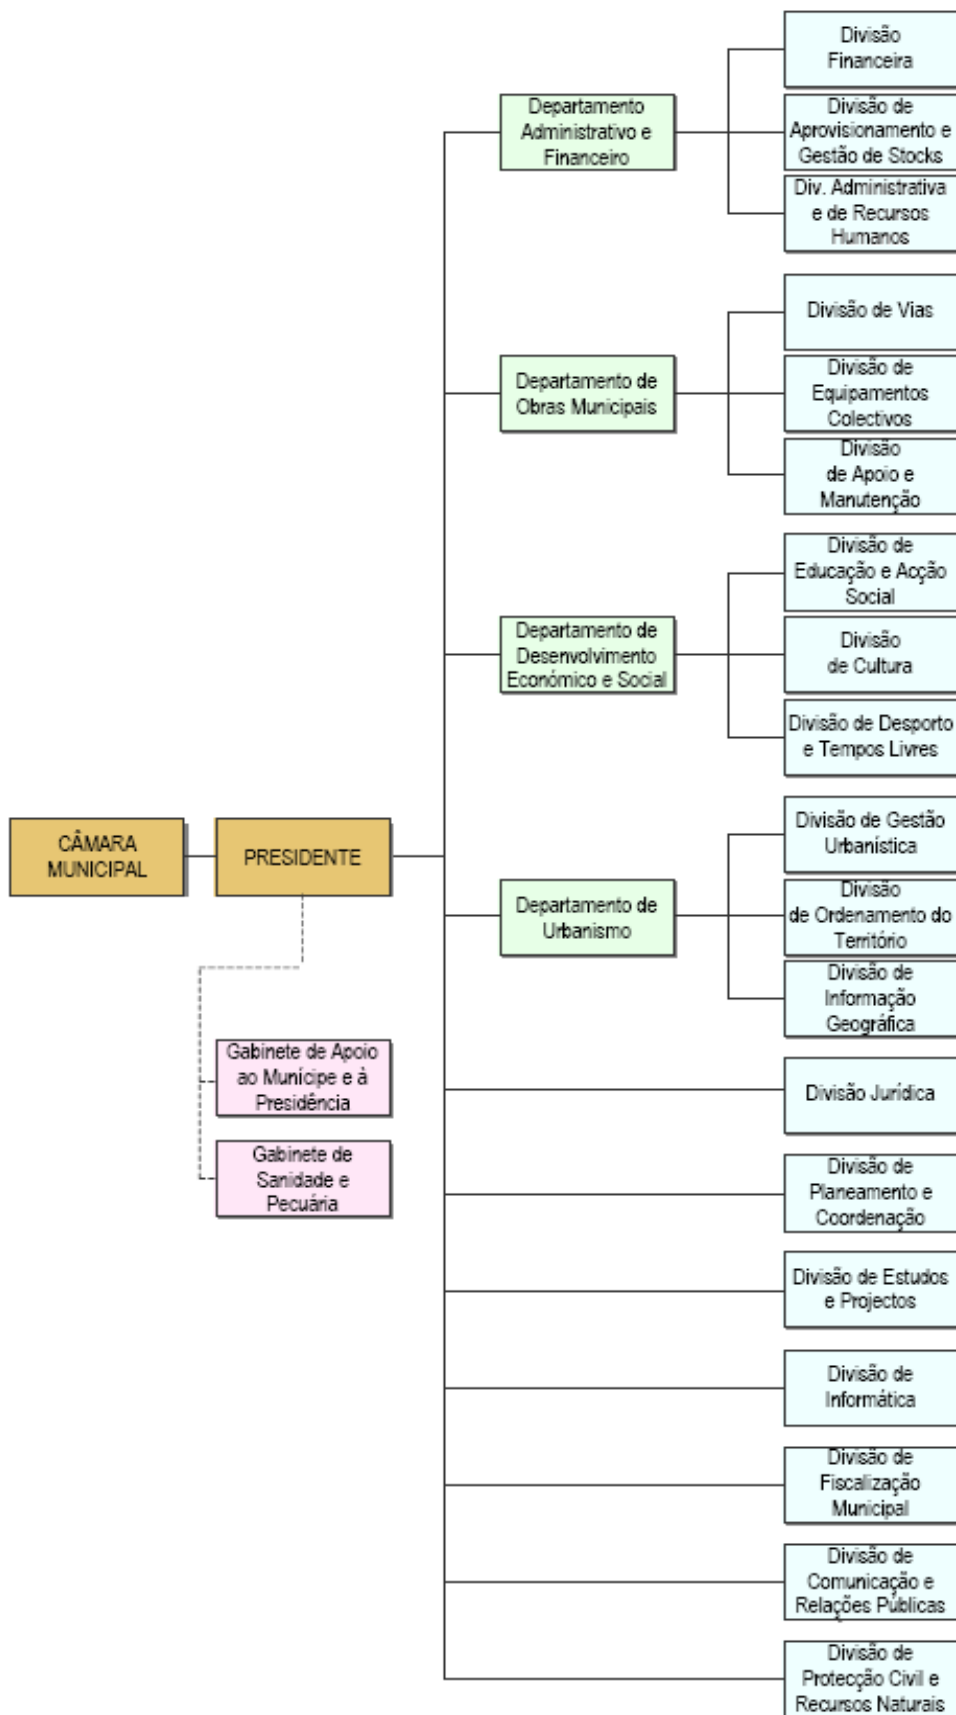 Divisão
Financeira
Departamento
Administrativo e
Financeiro
Divisão de
Aprovisionamento e
Gestão de Stocks
Div. Administrativa
e de Recursos
Humanos
Divisão de Vias
Departamento de
Obras Municipais
Divisão de
Equipamentos
Colectivos
Divisão
de Apoio e
Manutenção
Divisão de
Educação e Acção
Social
Departamento de
Desenvolvimento
Económico e Social
Divisão
de Cultura
Divisão de Desporto
e Tempos Livres
CÂMARA
MUNICIPAL
PRESIDENTE
Divisão de Gestão
Urbanística
Departamento de
Urbanismo
Divisão
de Ordenamento do
Território
Divisão de
Informação
Geográfica
Gabinete de Apoio
ao Munícipe e à
Presidência
Gabinete de
Sanidade e
Pecuária
Divisão Jurídica
Divisão de
Planeamento e
Coordenação
Divisão de Estudos
e Projectos
Divisão de
Informática
Divisão de
Fiscalização
Municipal
Divisão de
Comunicação e
Relações Públicas
Divisão de
Protecção Civil e
Recursos Naturais